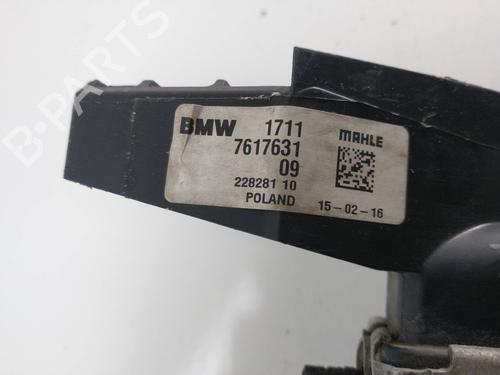 B-PARTS
BMW 1711 MAHLE
7617631
09
228281 10
POLAND 15-02-16